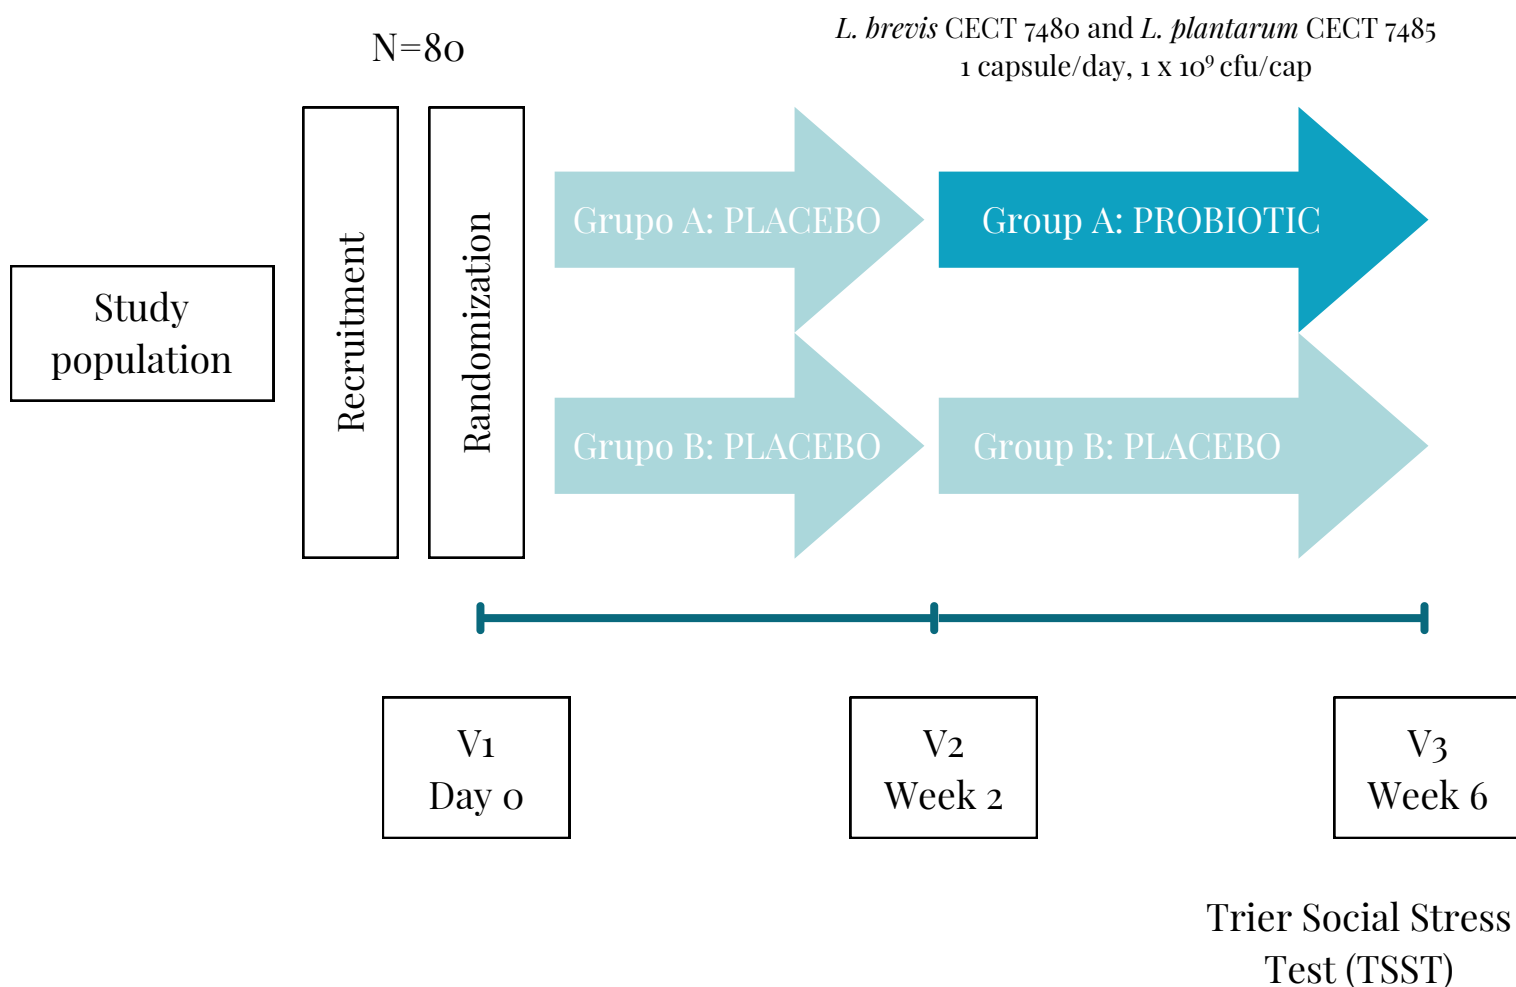 N=80
L. brevis CECT 7480 and L. plantarum CECT 7485
1 capsule/day, 1 x 10⁹ cfu/cap
Study
population
Recruitment
Randomization
Grupo A: PLACEBO
Group A: PROBIOTIC
Grupo B: PLACEBO
Group B: PLACEBO
V1
Day 0
V2
Week 2
V3
Week 6
Trier Social Stress
Test (TSST)